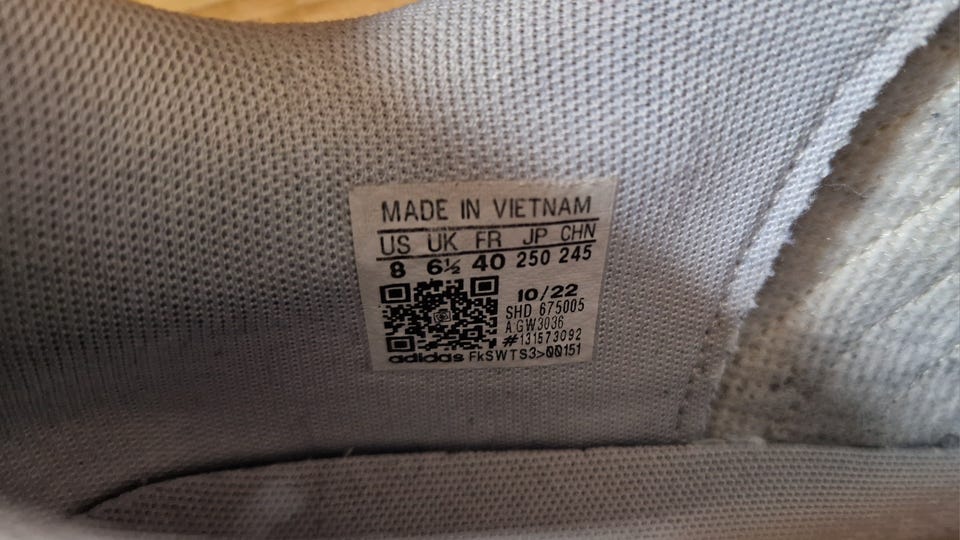 MADE IN VIETNAM
US UK FR JP CHN
8 6½ 40 250 245
10/22
SHD 675005
A GW3036
#131573092
adidas FkSWTS3>00151